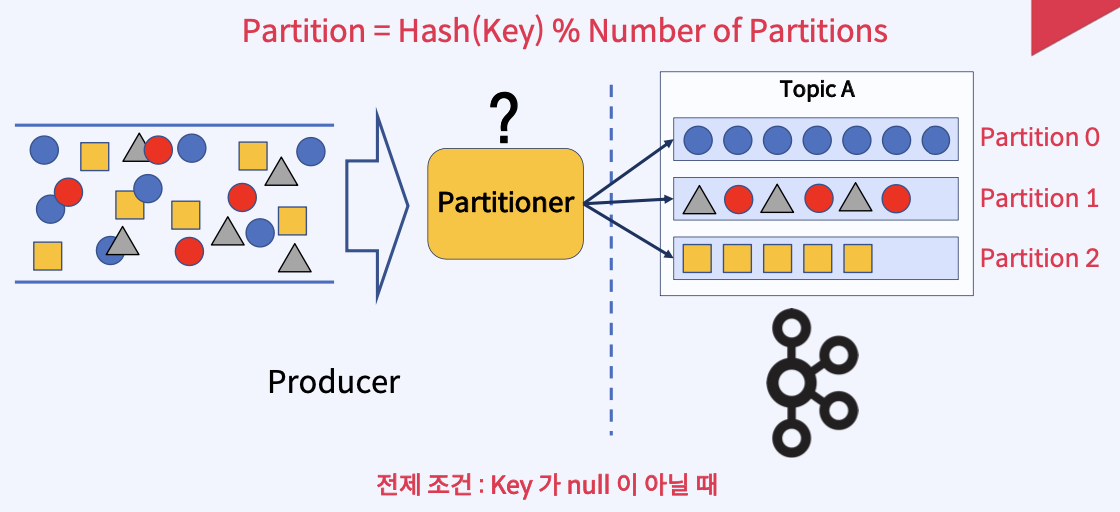 Partition = Hash(Key) % Number of Partitions
?
Partitioner
Topic A
Partition 0
Partition 1
Partition 2
Producer
전제 조건 : Key 가 null 이 아닐 때